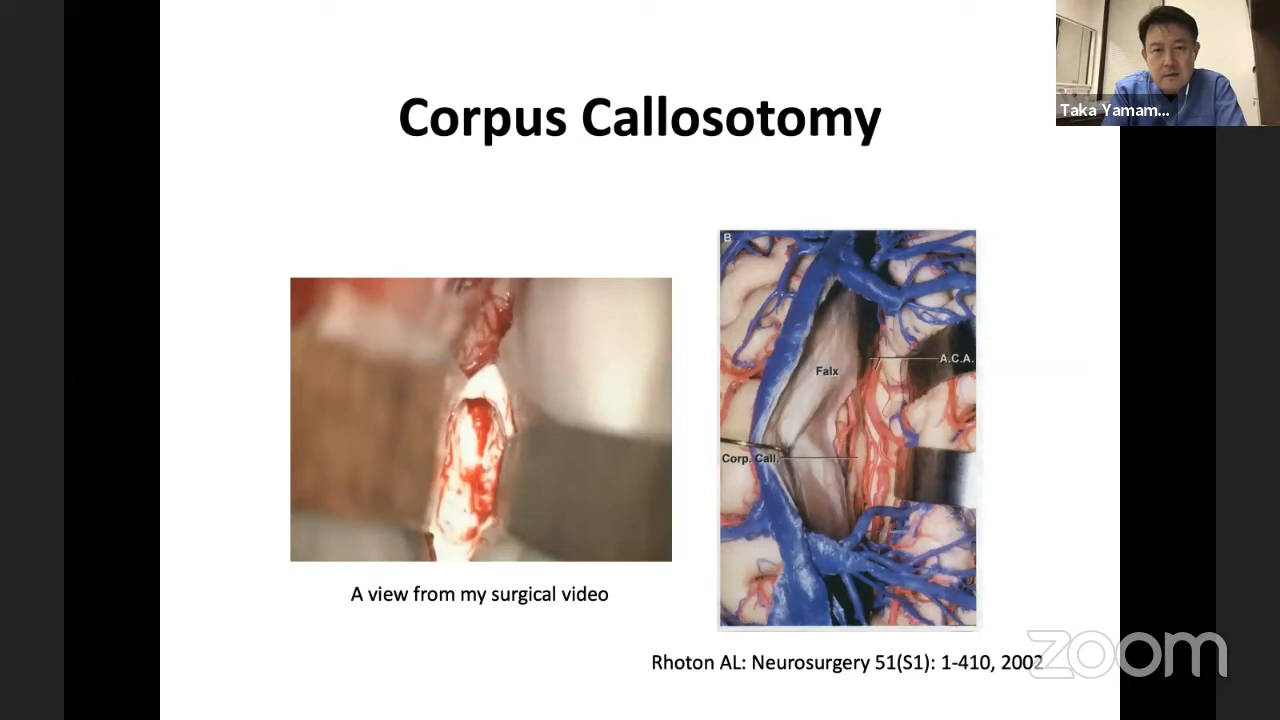 Corpus Callosotomy
Taka Yamam...
B
A.C.A.
Falx
Corp. Call.
A view from my surgical video
Rhoton AL: Neurosurgery 51(S1): 1-410, 2002
zoom